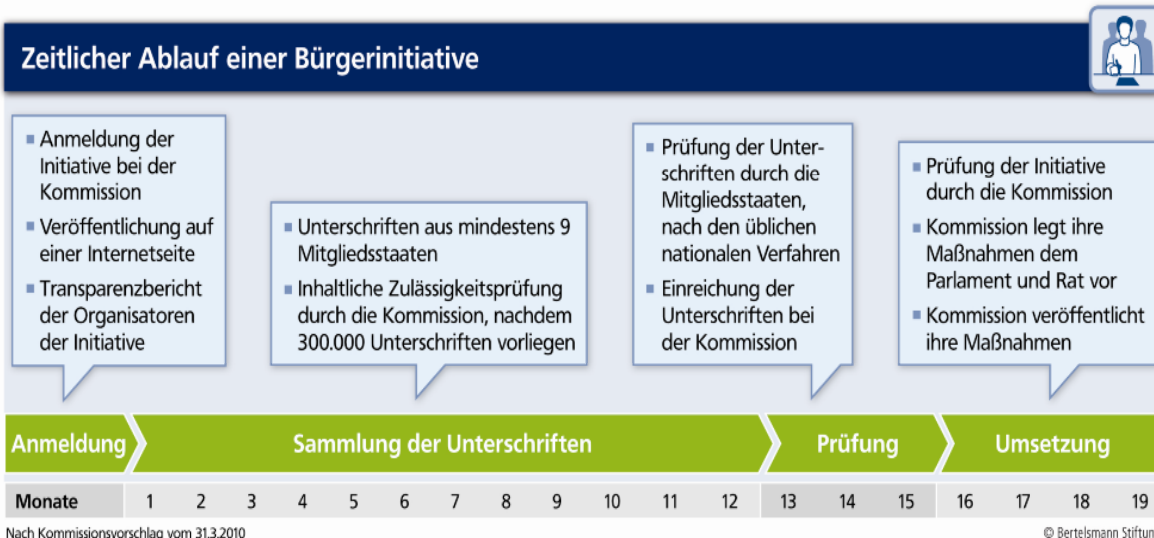 Zeitlicher Ablauf einer Bürgerinitiative
Anmeldung der
Initiative bei der
Kommission
Veröffentlichung auf
einer Internetseite
Transparenzbericht
der Organisatoren
der Initiative
Unterschriften aus mindestens 9
Mitgliedsstaaten
Inhaltliche Zulässigkeitsprüfung
durch die Kommission, nachdem
300.000 Unterschriften vorliegen
Prüfung der Unter-
schriften durch die
Mitgliedsstaaten,
nach den üblichen
nationalen Verfahren
Einreichung der
Unterschriften bei
der Kommission
Prüfung der Initiative
durch die Kommission
Kommission legt ihre
Maßnahmen dem
Parlament und Rat vor
Kommission veröffentlicht
ihre Maßnahmen
Anmeldung Sammlung der Unterschriften Prüfung Umsetzung
Monate 1 2 3 4 5 6 7 8 9 10 11 12 13 14 15 16 17 18 19
Nach Kommissionsvorschlag vom 31.3.2010 © Bertelsmann Stiftun